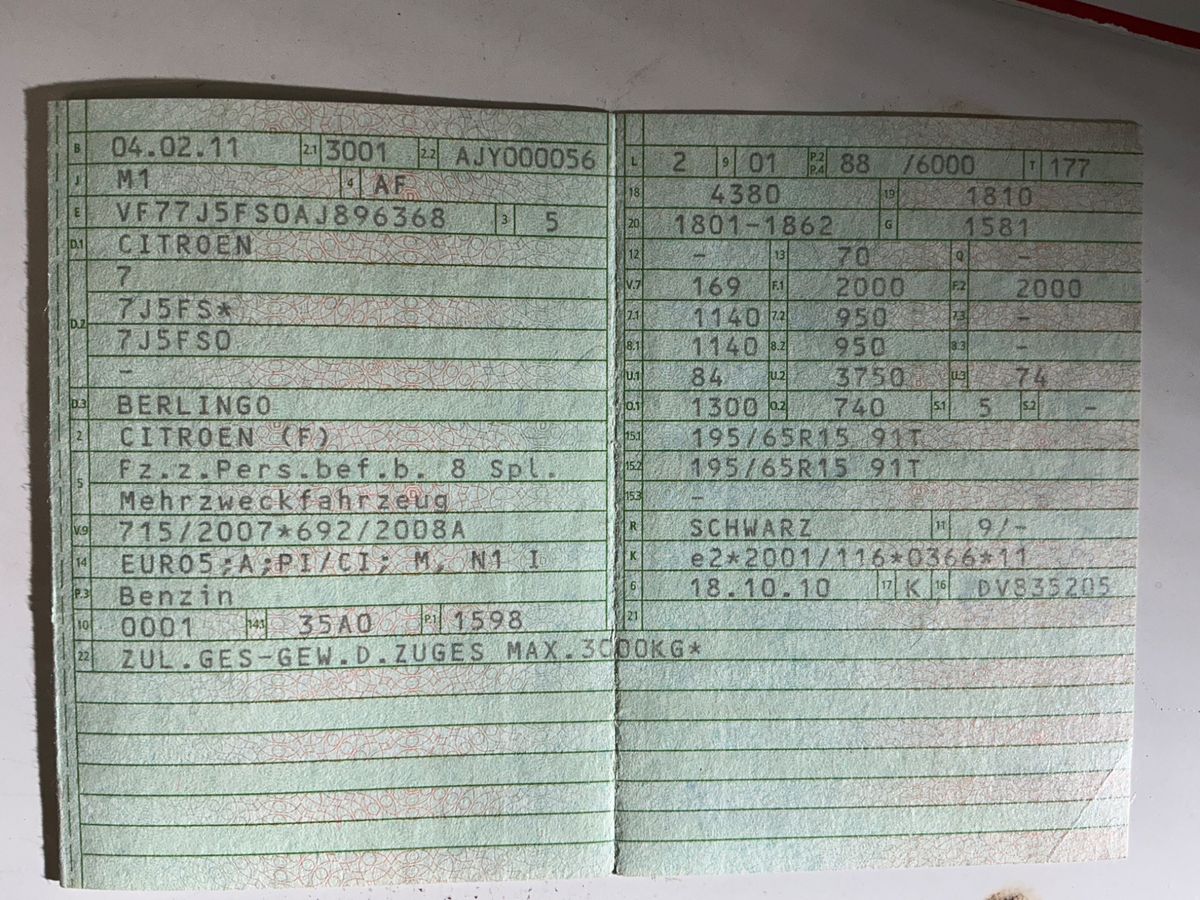 B 04.02.11 2.1 3001 2.2 AJY000056
J M1 4 AF
E VF77J5FS0AJ896368 3 5
D.1 CITROEN
7
D.2 7J5FS*
7J5FS0
-
D.3 BERLINGO
2 CITROEN (F)
5 Fz.z.Pers.bef.b. 8 Spl.
Mehrzweckfahrzeug
V.9 715/2007*692/2008A
14 EURO5;A;PI/CI; M, N1 I
P.3 Benzin
10 0001 14.1 35A0 P.1 1598
22 ZUL.GES-GEW.D.ZUGES MAX.3000KG*
L 2 9 01 P.2 P.4 88 /6000 T 177
18 4380 19 1810
20 1801-1862 G 1581
12 - 13 70 Q -
V.7 169 F.1 2000 F.2 2000
7.1 1140 7.2 950 7.3 -
8.1 1140 8.2 950 8.3 -
U.1 84 U.2 3750 U.3 74
O.1 1300 O.2 740 S.1 5 S.2 -
15.1 195/65R15 91T
15.2 195/65R15 91T
15.3 -
R SCHWARZ 11 9/-
K e2*2001/116*0366*11
6 18.10.10 17 K 16 DV835205
21